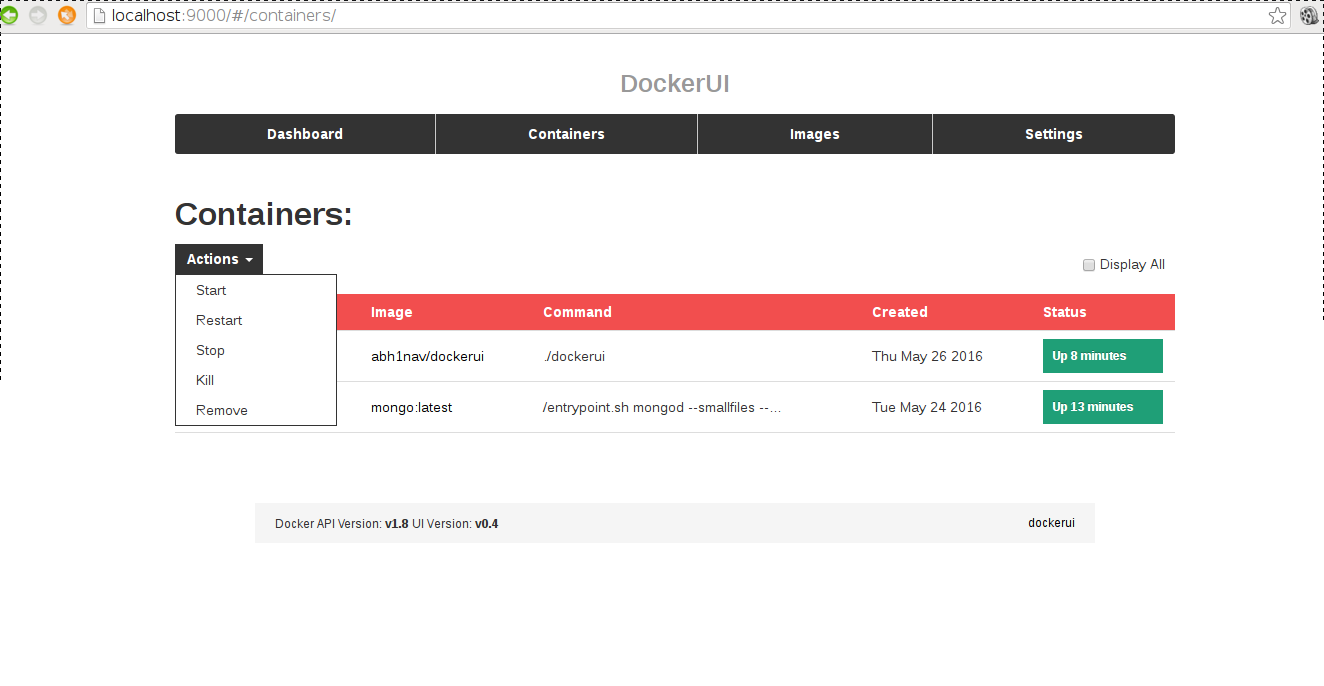 localhost:9000/#/containers/
DockerUI
Dashboard Containers Images Settings
Containers:
Actions
Display All
Start
Restart
Stop
Kill
Remove
Image Command Created Status
abh1nav/dockerui ./dockerui Thu May 26 2016 Up 8 minutes
mongo:latest /entrypoint.sh mongod --smallfiles --... Tue May 24 2016 Up 13 minutes
Docker API Version: v1.8 UI Version: v0.4 dockerui